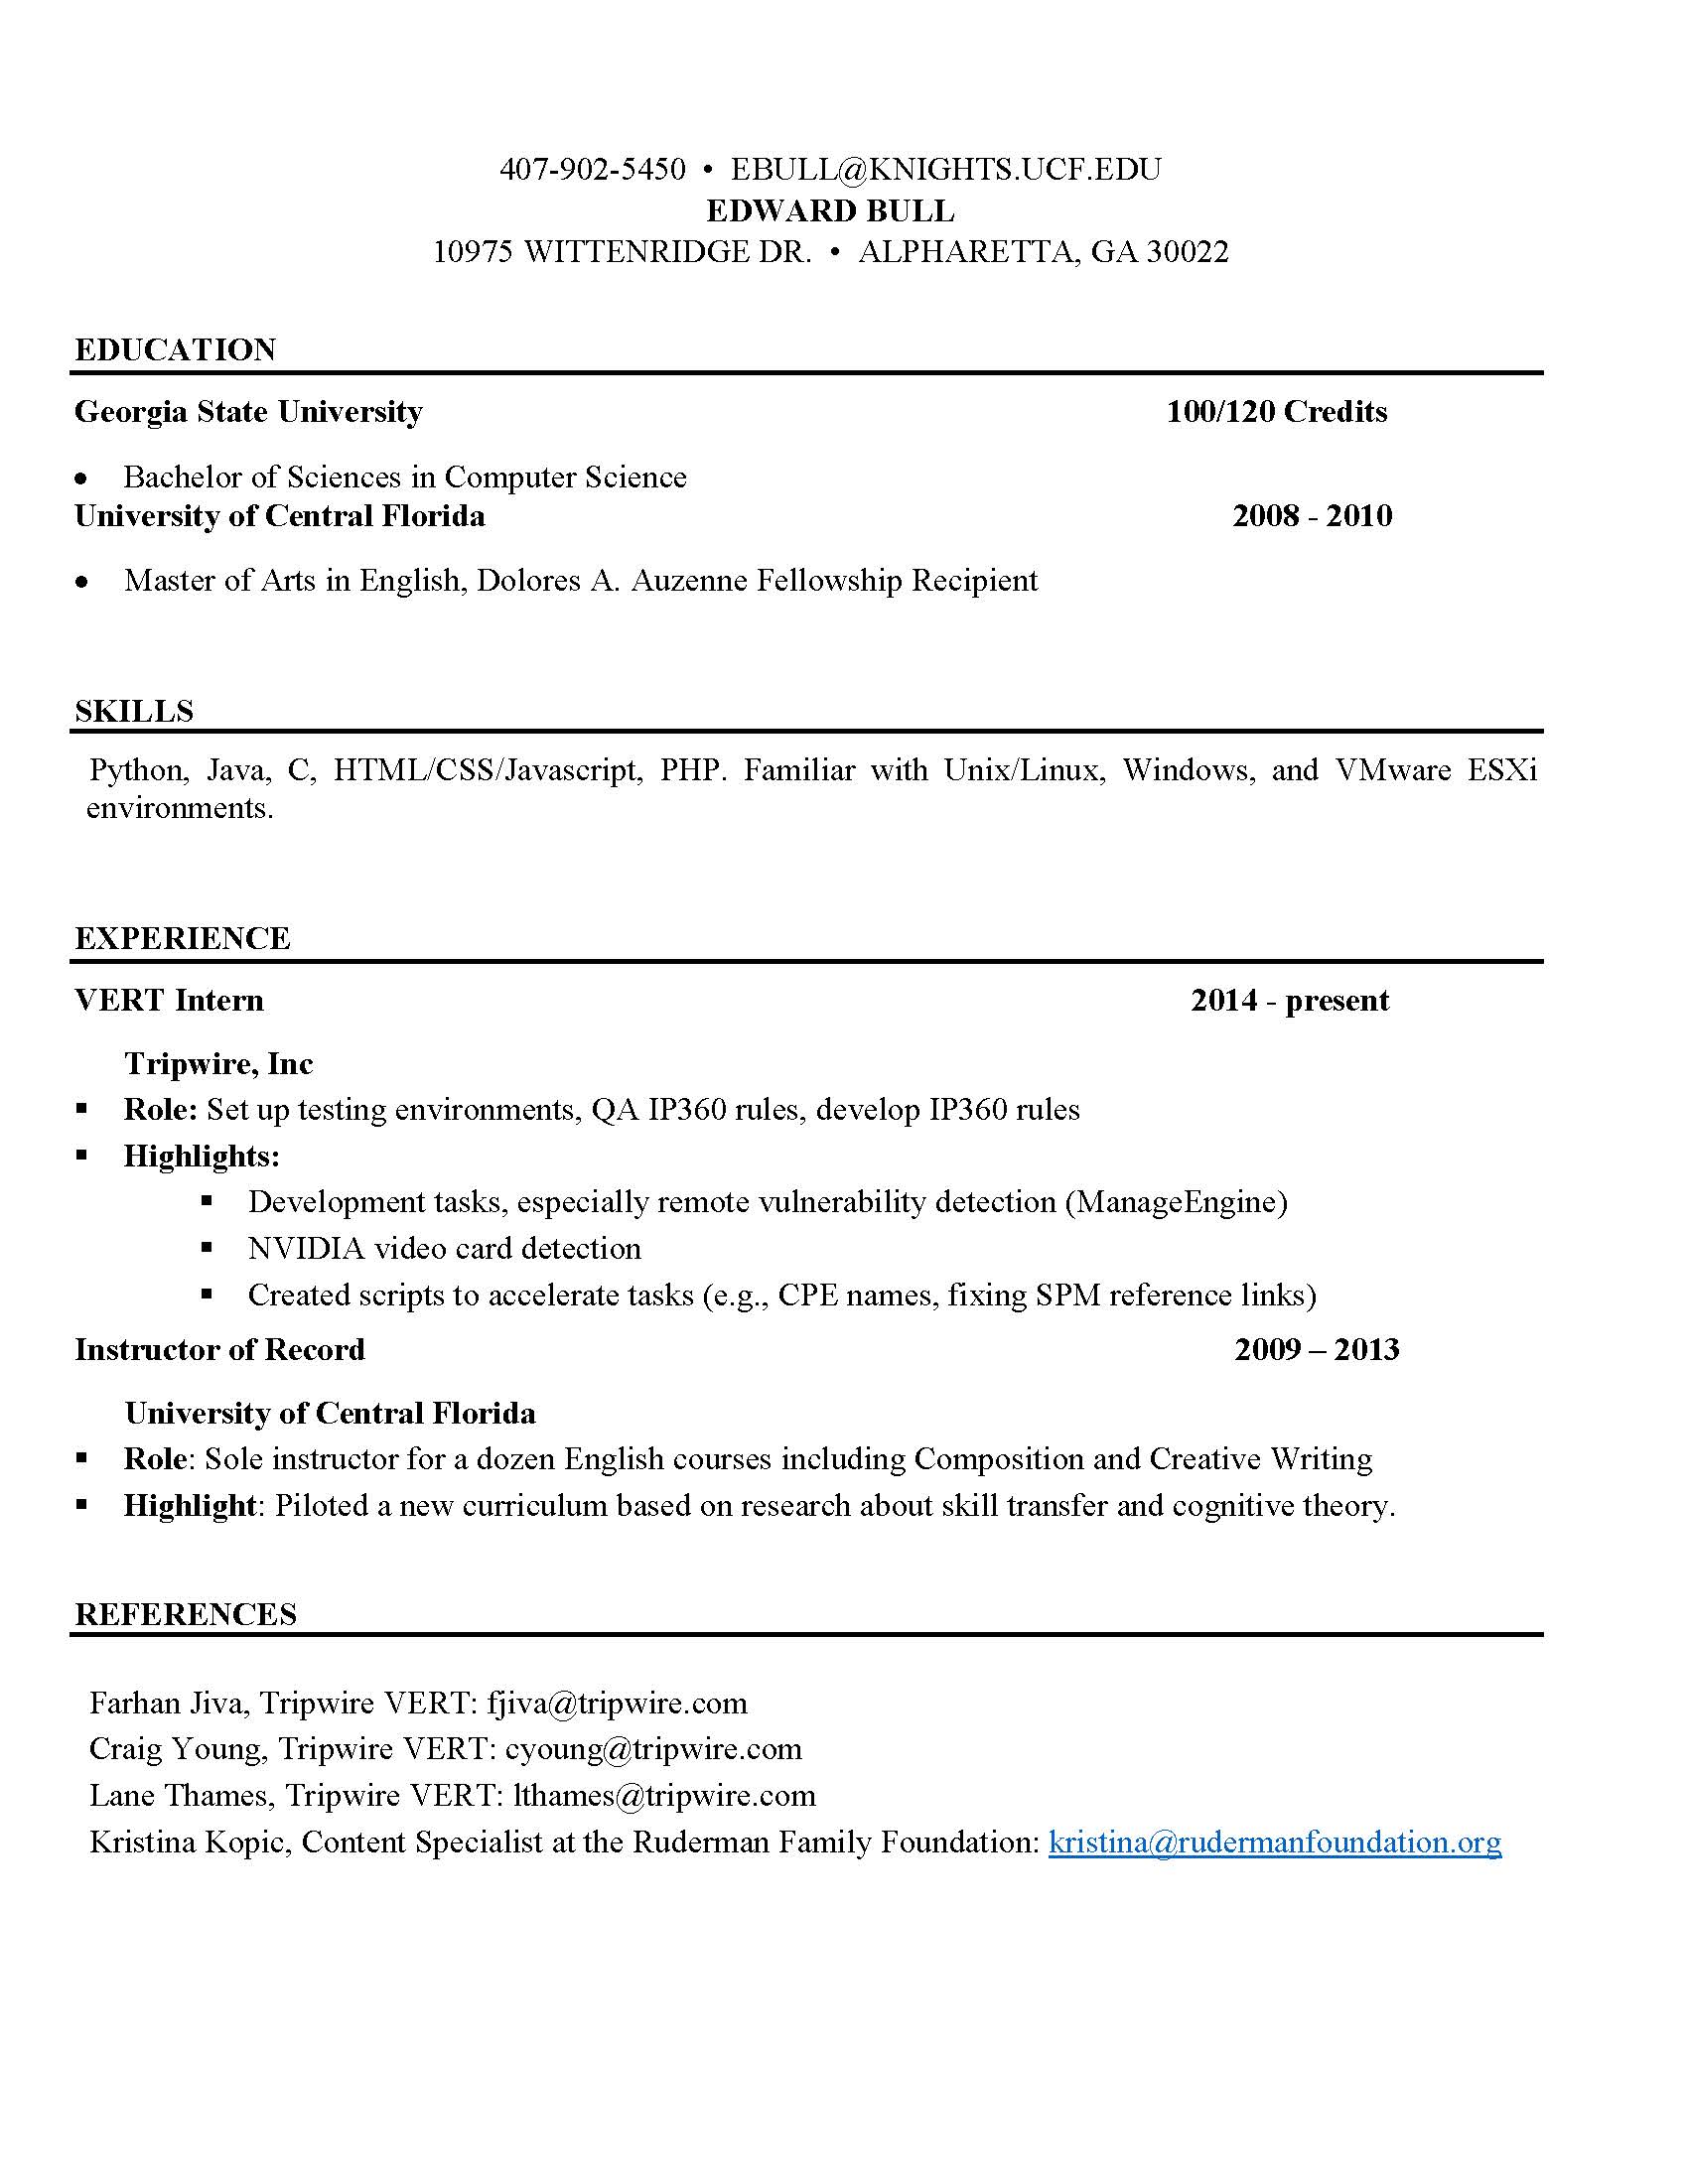 407-902-5450 • EBULL@KNIGHTS.UCF.EDU
EDWARD BULL
10975 WITTENRIDGE DR. • ALPHARETTA, GA 30022
EDUCATION
Georgia State University 100/120 Credits
• Bachelor of Sciences in Computer Science
University of Central Florida 2008 - 2010
• Master of Arts in English, Dolores A. Auzenne Fellowship Recipient
SKILLS
Python, Java, C, HTML/CSS/Javascript, PHP. Familiar with Unix/Linux, Windows, and VMware ESXi
environments.
EXPERIENCE
VERT Intern 2014 - present
Tripwire, Inc
▪ Role: Set up testing environments, QA IP360 rules, develop IP360 rules
▪ Highlights:
▪ Development tasks, especially remote vulnerability detection (ManageEngine)
▪ NVIDIA video card detection
▪ Created scripts to accelerate tasks (e.g., CPE names, fixing SPM reference links)
Instructor of Record 2009 – 2013
University of Central Florida
▪ Role: Sole instructor for a dozen English courses including Composition and Creative Writing
▪ Highlight: Piloted a new curriculum based on research about skill transfer and cognitive theory.
REFERENCES
Farhan Jiva, Tripwire VERT: fjiva@tripwire.com
Craig Young, Tripwire VERT: cyoung@tripwire.com
Lane Thames, Tripwire VERT: lthames@tripwire.com
Kristina Kopic, Content Specialist at the Ruderman Family Foundation: kristina@rudermanfoundation.org